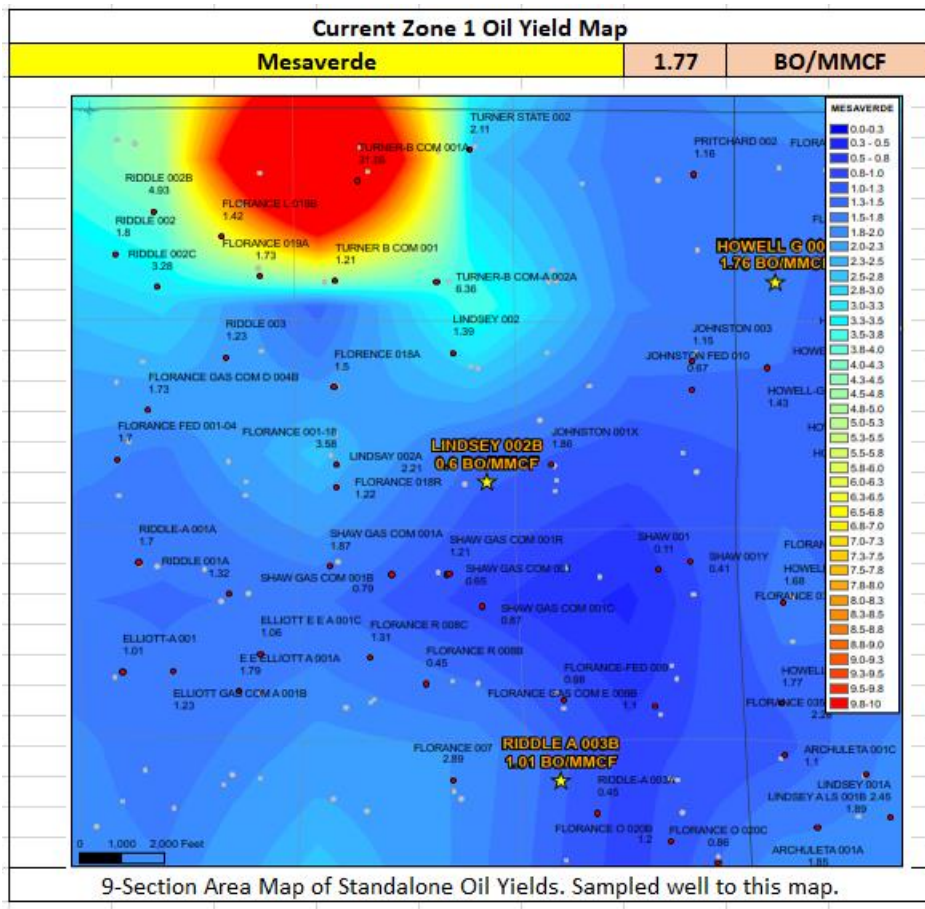 Current Zone 1 Oil Yield Map
Mesaverde 1.77 BO/MMCF
MESAVERDE
0.0-0.3
0.3 - 0.5
0.5 - 0.8
0.8-1.0
1.0-1.3
1.3-1.5
1.5-1.8
1.8-2.0
2.0-2.3
2.3-2.5
2.5-2.8
2.8-3.0
3.0-3.3
3.3-3.5
3.5-3.8
3.8-4.0
4.0-4.3
4.3-4.5
4.5-4.8
4.8-5.0
5.0-5.3
5.3-5.5
5.5-5.8
5.8-6.0
6.0-6.3
6.3-6.5
6.5-6.8
6.8-7.0
7.0-7.3
7.3-7.5
7.5-7.8
7.8-8.0
8.0-8.3
8.3-8.5
8.5-8.8
8.8-9.0
9.0-9.3
9.3-9.5
9.5-9.8
9.8-10
TURNER STATE 002
2.11
TURNER-B COM 001A
PRITCHARD 002
1.16
FLORA
RIDDLE 002B
4.93
FLORANCE L 018B
1.42
RIDDLE 002
1.8
FLORANCE 019A
1.73
TURNER B COM 001
1.21
RIDDLE 002C
3.28
TURNER-B COM-A 002A
6.36
HOWELL G 00
1.76 BO/MMCF
LINDSEY 002
1.39
RIDDLE 003
1.23
FLORENCE 018A
1.5
JOHNSTON 003
1.15
JOHNSTON FED 010
0.67
HOWE
FLORANCE GAS COM D 004B
1.73
HOWELL-G
1.43
FLORANCE FED 001-04
1.7
FLORANCE 001-18
3.58
LINDSEY 002B
0.6 BO/MMCF
JOHNSTON 001X
1.86
LINDSAY 002A
2.21
FLORANCE 018R
1.22
RIDDLE-A 001A
1.7
SHAW GAS COM 001A
1.87
SHAW GAS COM 001R
1.21
SHAW 001
0.11
SHAW 001Y
0.41
FLORAN
RIDDLE 001A
1.32
SHAW GAS COM 001B
0.79
SHAW GAS COM 001
0.65
HOWEL
1.68
SHAW GAS COM 001C
0.87
ELLIOTT E E A 001C
1.06
FLORANCE R 008C
1.31
ELLIOTT-A 001
1.01
E.E ELLIOTT A 001A
1.79
FLORANCE R 008B
0.45
FLORANCE-FED 009
0.88
HOWELL
1.77
ELLIOTT GAS COM A 001B
1.23
FLORANCE GAS COM E 009B
1.1
FLORANCE 035
2.28
FLORANCE 007
2.89
RIDDLE A 003B
1.01 BO/MMCF
ARCHULETA 001C
1.1
RIDDLE-A 003A
0.45
LINDSEY 001A
2.45
LINDSEY A LS 001B
1.89
FLORANCE O 020B
1.2
FLORANCE O 020C
0.86
ARCHULETA 001A
1.85
0 1,000 2,000 Feet
9-Section Area Map of Standalone Oil Yields. Sampled well to this map.